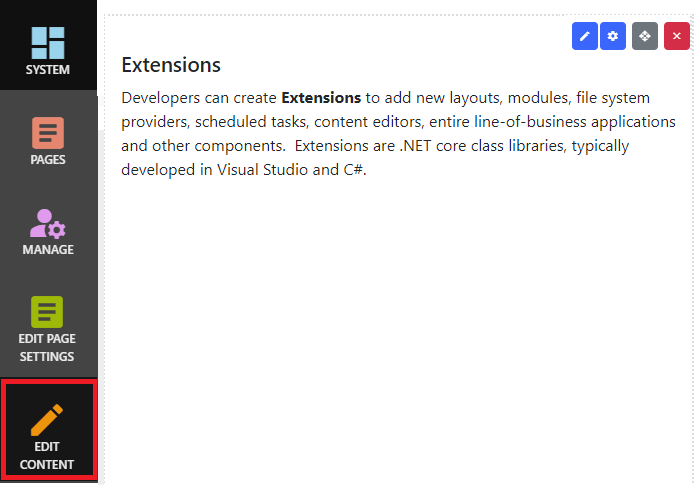 SYSTEM
PAGES
MANAGE
EDIT PAGE
SETTINGS
EDIT
CONTENT
Extensions
Developers can create Extensions to add new layouts, modules, file system
providers, scheduled tasks, content editors, entire line-of-business applications
and other components.  Extensions are .NET core class libraries, typically
developed in Visual Studio and C#.